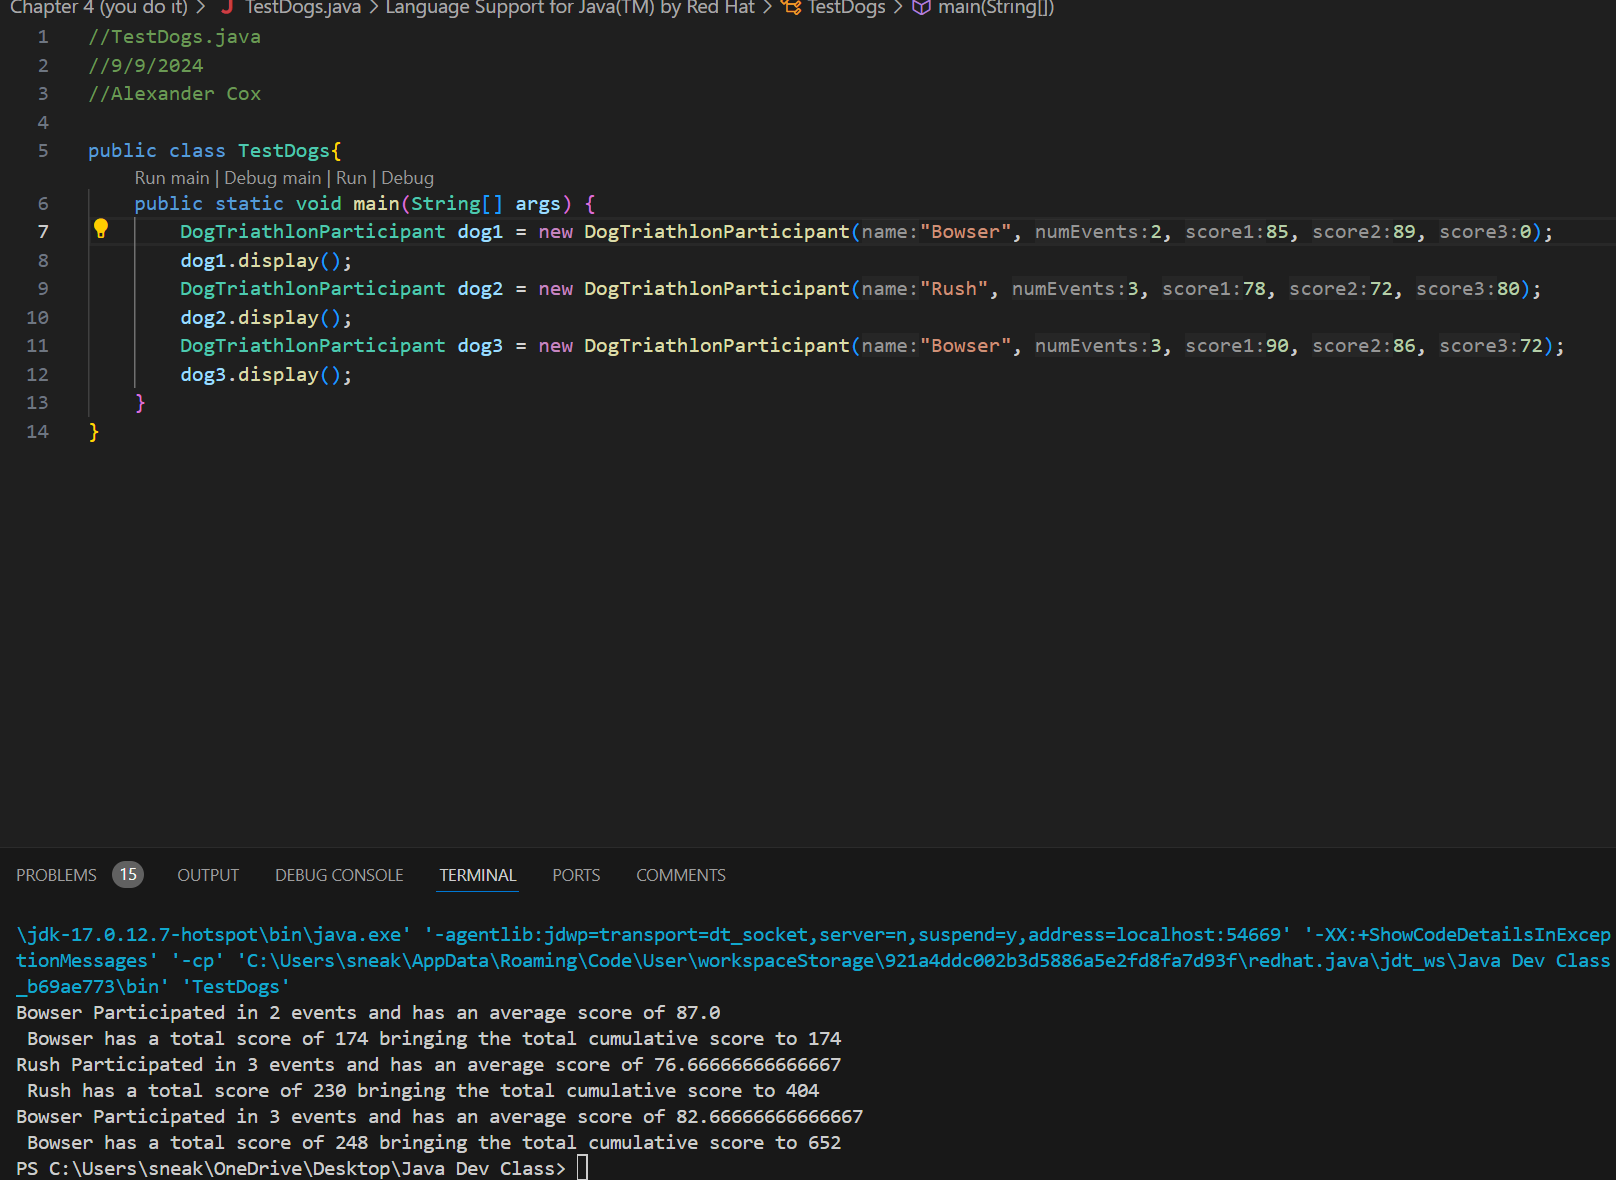 Chapter 4 (you do it) > J TestDogs.java > Language Support for Java(TM) by Red Hat > TestDogs > main(String[])
1 //TestDogs.java
2 //9/9/2024
3 //Alexander Cox
4
5 public class TestDogs{
Run main | Debug main | Run | Debug
6 public static void main(String[] args) {
7 DogTriathlonParticipant dog1 = new DogTriathlonParticipant(name:"Bowser", numEvents:2, score1:85, score2:89, score3:0);
8 dog1.display();
9 DogTriathlonParticipant dog2 = new DogTriathlonParticipant(name:"Rush", numEvents:3, score1:78, score2:72, score3:80);
10 dog2.display();
11 DogTriathlonParticipant dog3 = new DogTriathlonParticipant(name:"Bowser", numEvents:3, score1:90, score2:86, score3:72);
12 dog3.display();
13 }
14 }
PROBLEMS 15 OUTPUT DEBUG CONSOLE TERMINAL PORTS COMMENTS
\jdk-17.0.12.7-hotspot\bin\java.exe' '-agentlib:jdwp=transport=dt_socket,server=n,suspend=y,address=localhost:54669' '-XX:+ShowCodeDetailsInExcep
tionMessages' '-cp' 'C:\Users\sneak\AppData\Roaming\Code\User\workspaceStorage\921a4ddc002b3d5886a5e2fd8fa7d93f\redhat.java\jdt_ws\Java Dev Class
_b69ae773\bin' 'TestDogs'
Bowser Participated in 2 events and has an average score of 87.0
Bowser has a total score of 174 bringing the total cumulative score to 174
Rush Participated in 3 events and has an average score of 76.66666666666667
Rush has a total score of 230 bringing the total cumulative score to 404
Bowser Participated in 3 events and has an average score of 82.66666666666667
Bowser has a total score of 248 bringing the total cumulative score to 652
PS C:\Users\sneak\OneDrive\Desktop\Java Dev Class>